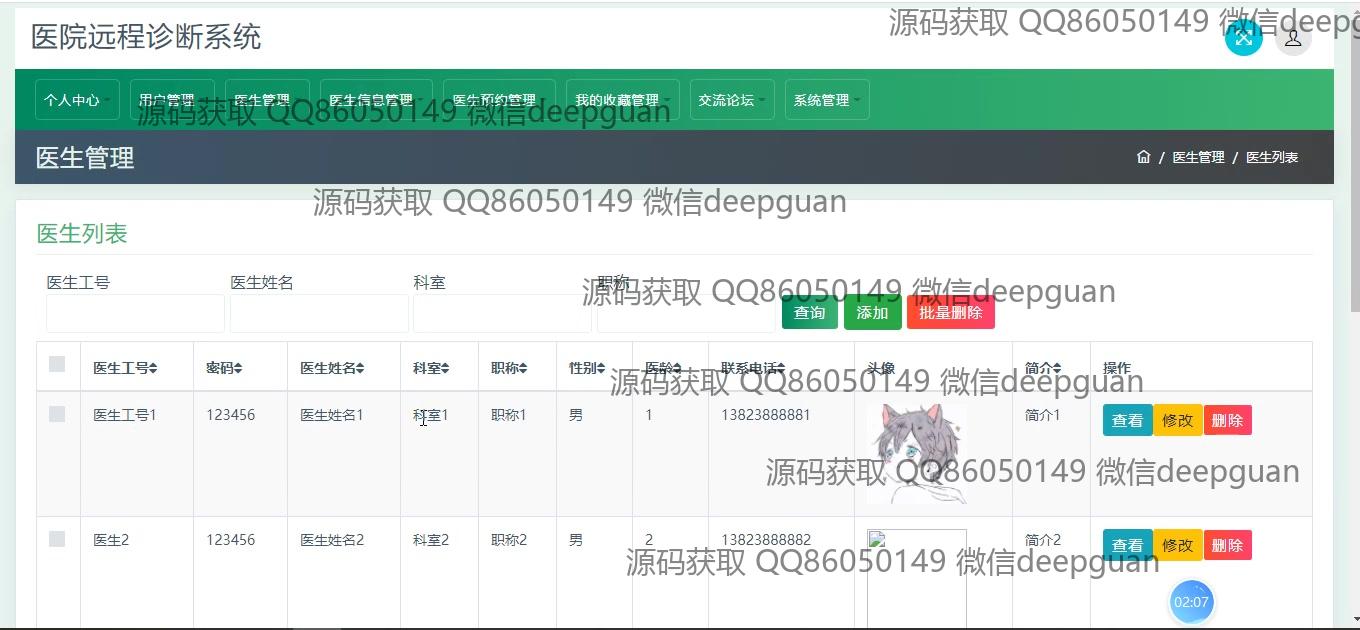 医院远程诊断系统
源码获取 QQ86050149 微信deepg
个人中心 用户管理 医生管理 医生信息管理 医生预约管理 我的收藏管理 交流论坛 系统管理
源码获取 QQ86050149 微信deepguan
医生管理 / 医生管理 / 医生列表
源码获取 QQ86050149 微信deepguan
医生列表
医生工号 医生姓名 科室 职称
源码获取 QQ86050149 微信deepguan
查询 添加 批量删除
医生工号 密码 医生姓名 科室 职称 性别 医龄 联系电话 头像 简介 操作
源码获取 QQ86050149 微信deepguan
医生工号1 123456 医生姓名1 科室1 职称1 男 1 13823888881 简介1 查看 修改 删除
源码获取 QQ86050149 微信deepguan
医生2 123456 医生姓名2 科室2 职称2 男 2 13823888882 简介2 查看 修改 删除
源码获取 QQ86050149 微信deepguan
02:07